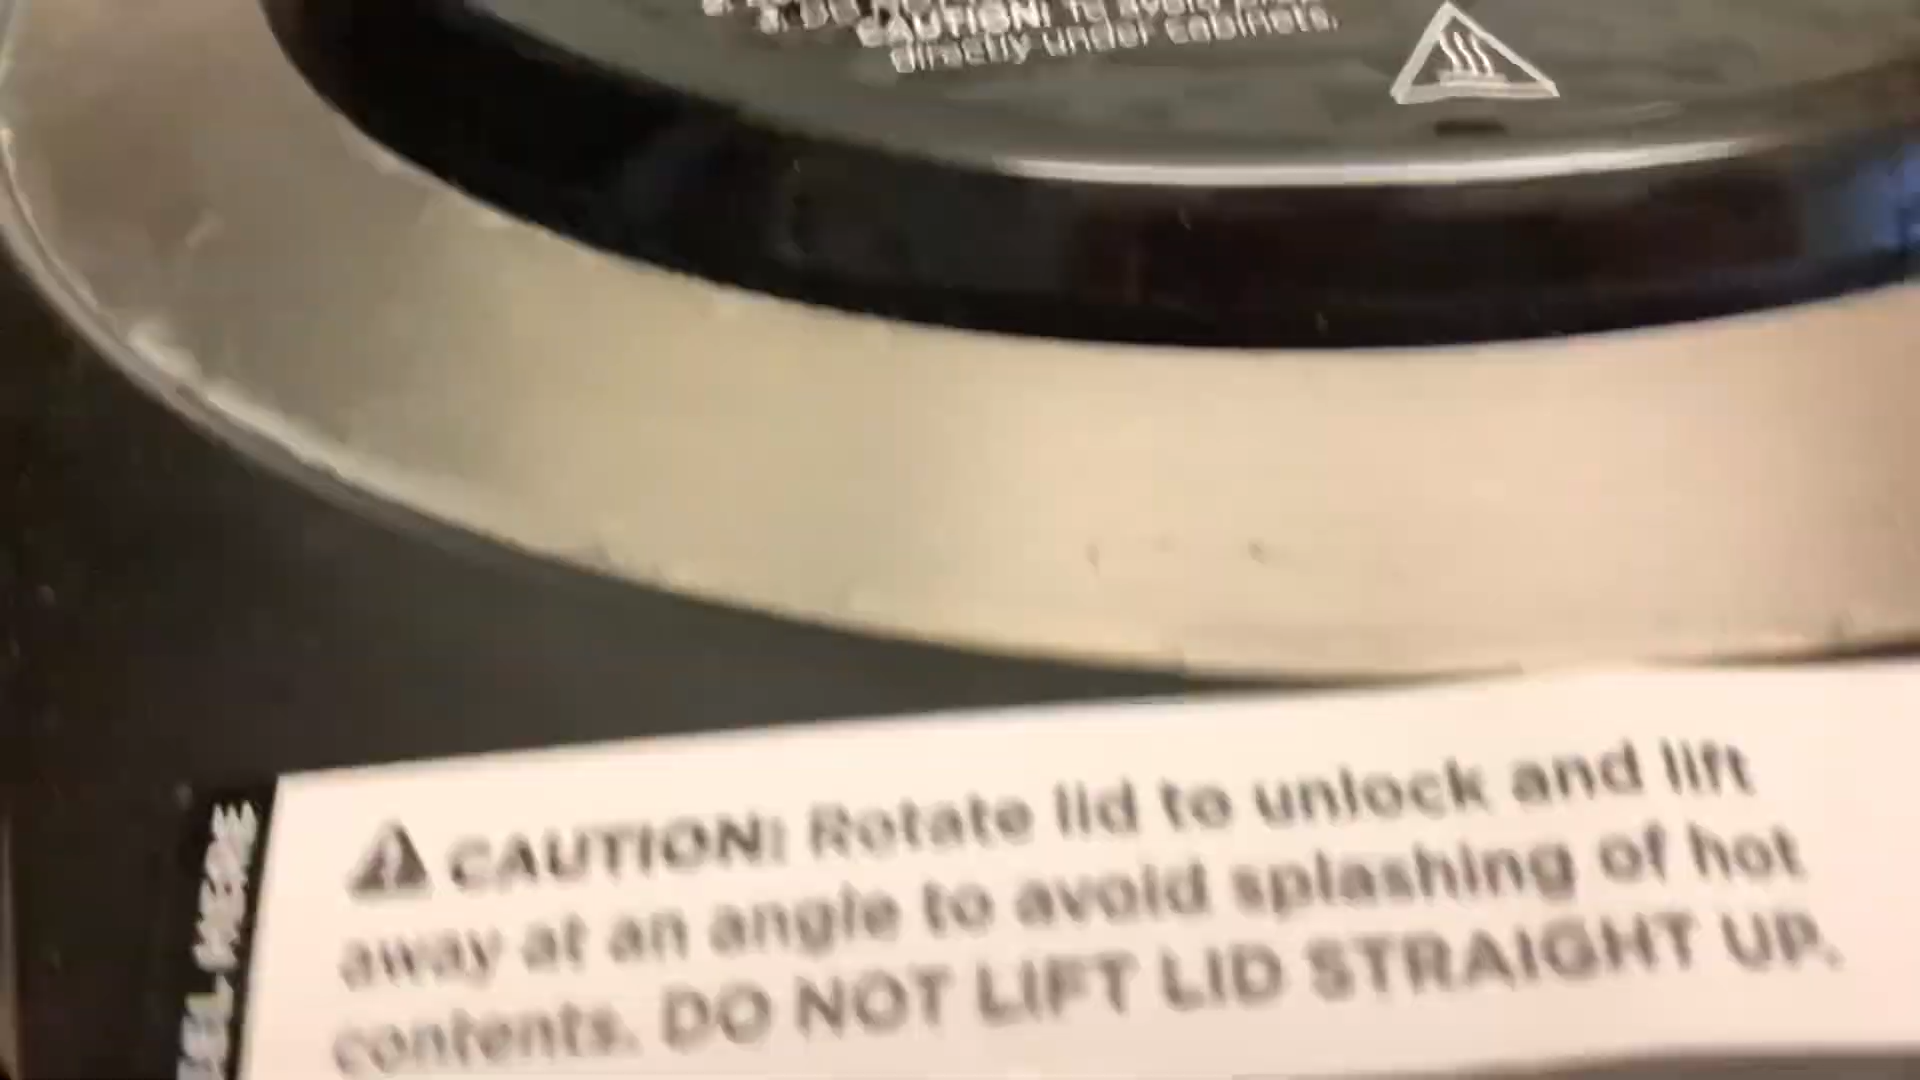 CAUTION: To avoid
directly under cabinets.
CAUTION: Rotate lid to unlock and lift
away at an angle to avoid splashing of hot
contents. DO NOT LIFT LID STRAIGHT UP.
HERE